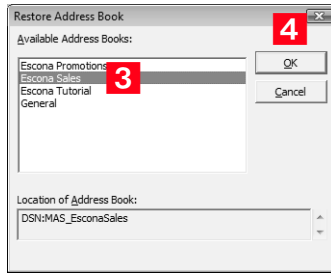 Restore Address Book
4
Available Address Books:
OK
Escona Promotions
Escona Sales
3
Escona Tutorial
Cancel
General
Location of Address Book:
DSN:MAS_EsconaSales